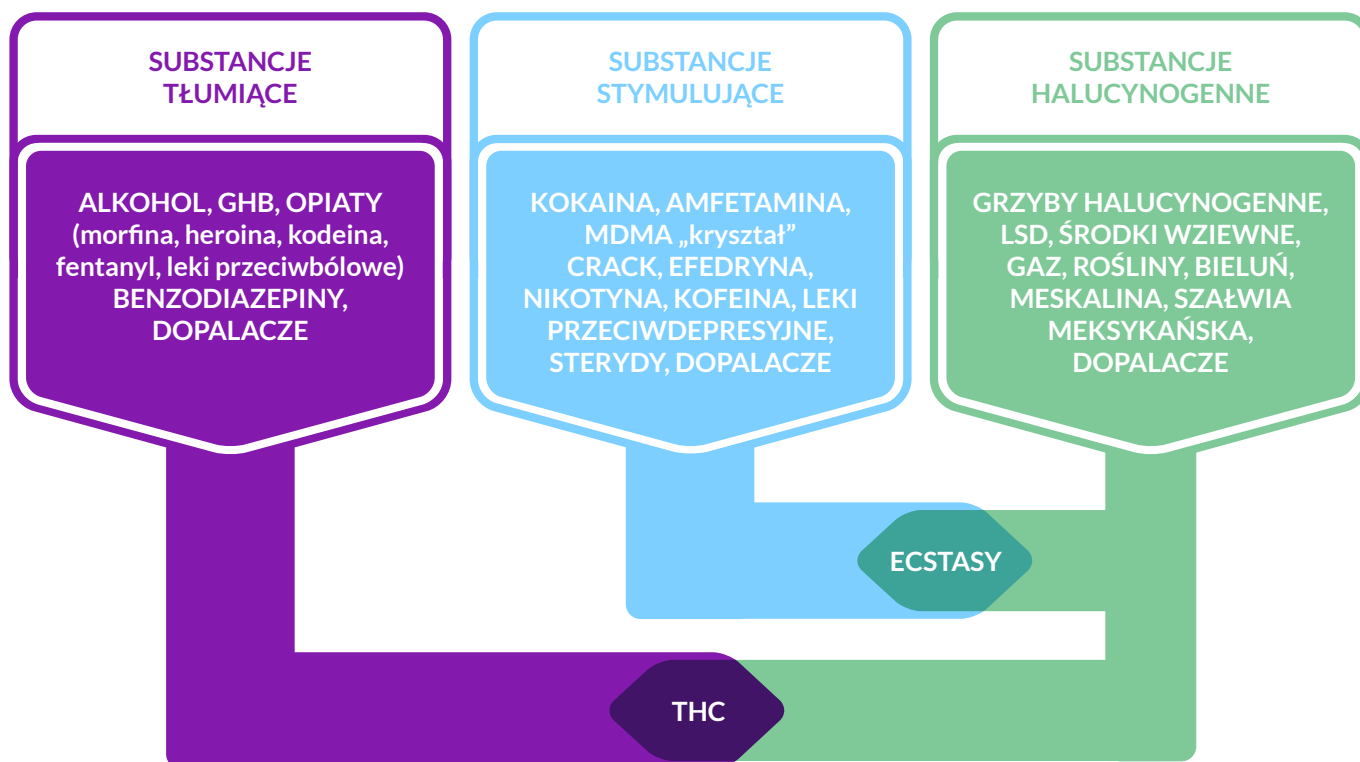 SUBSTANCJE
TŁUMIĄCE
ALKOHOL, GHB, OPIATY
(morfina, heroina, kodeina,
fentanyl, leki przeciwbólowe)
BENZODIAZEPINY,
DOPALACZE
SUBSTANCJE
STYMULUJĄCE
KOKAINA, AMFETAMINA,
MDMA „kryształ”
CRACK, EFEDRYNA,
NIKOTYNA, KOFEINA, LEKI
PRZECIWDEPRESYJNE,
STERYDY, DOPALACZE
SUBSTANCJE
HALUCYNOGENNE
GRZYBY HALUCYNOGENNE,
LSD, ŚRODKI WZIEWNE,
GAZ, ROŚLINY, BIELUŃ,
MESKALINA, SZAŁWIA
MEKSYKAŃSKA,
DOPALACZE
ECSTASY
THC